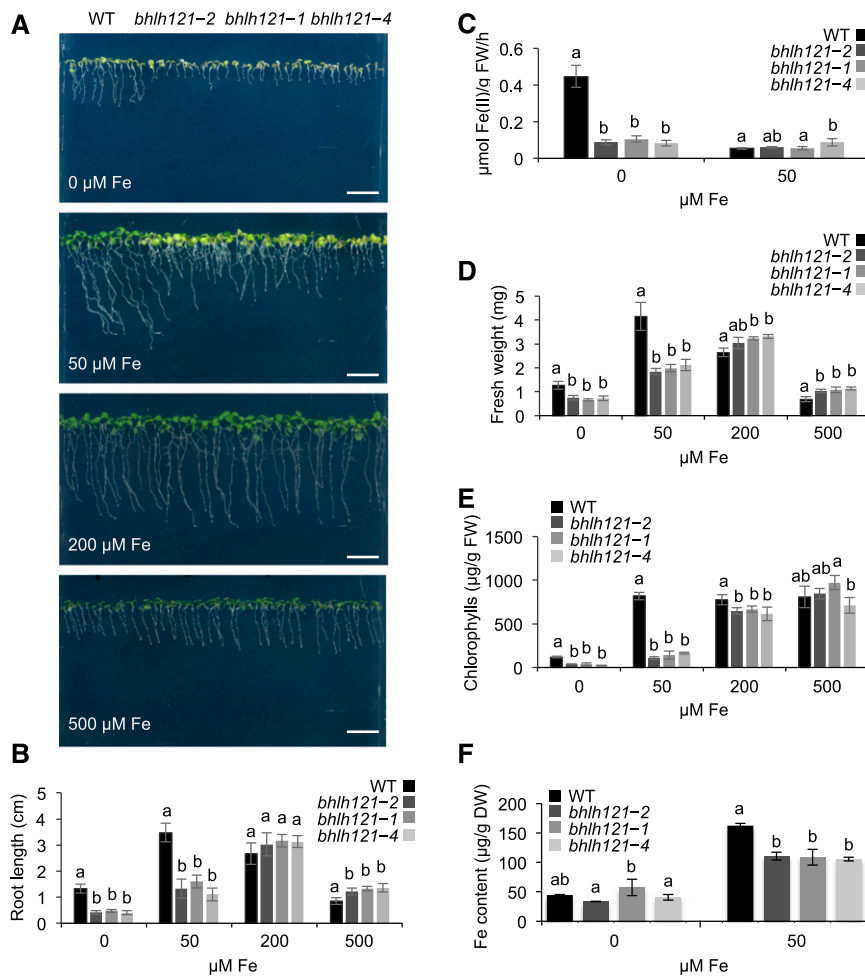 A
WT bhlh121−2 bhlh121−1 bhlh121−4
0 µM Fe
50 µM Fe
200 µM Fe
500 µM Fe
B
Root length (cm)
5
4
3
2
1
0
WT
bhlh121−2
bhlh121−1
bhlh121−4
a b b b
a b b b
a a a a
a b b b
0 50 200 500
µM Fe
C
µmol Fe(II)/g FW/h
0.6
0.4
0.2
0
WT
bhlh121−2
bhlh121−1
bhlh121−4
a b b b
a ab a b
0 50
µM Fe
D
Fresh weight (mg)
5
4
3
2
1
0
WT
bhlh121−2
bhlh121−1
bhlh121−4
a b b b
a b b b
a ab b b
a b b b
0 50 200 500
µM Fe
E
Chlorophylls (µg/g FW)
1500
1000
500
0
WT
bhlh121−2
bhlh121−1
bhlh121−4
a b b b
a b b b
a b b b
ab ab a b
0 50 200 500
µM Fe
F
Fe content (µg/g DW)
200
150
100
50
0
WT
bhlh121−2
bhlh121−1
bhlh121−4
ab a b a
a b b b
0 50
µM Fe